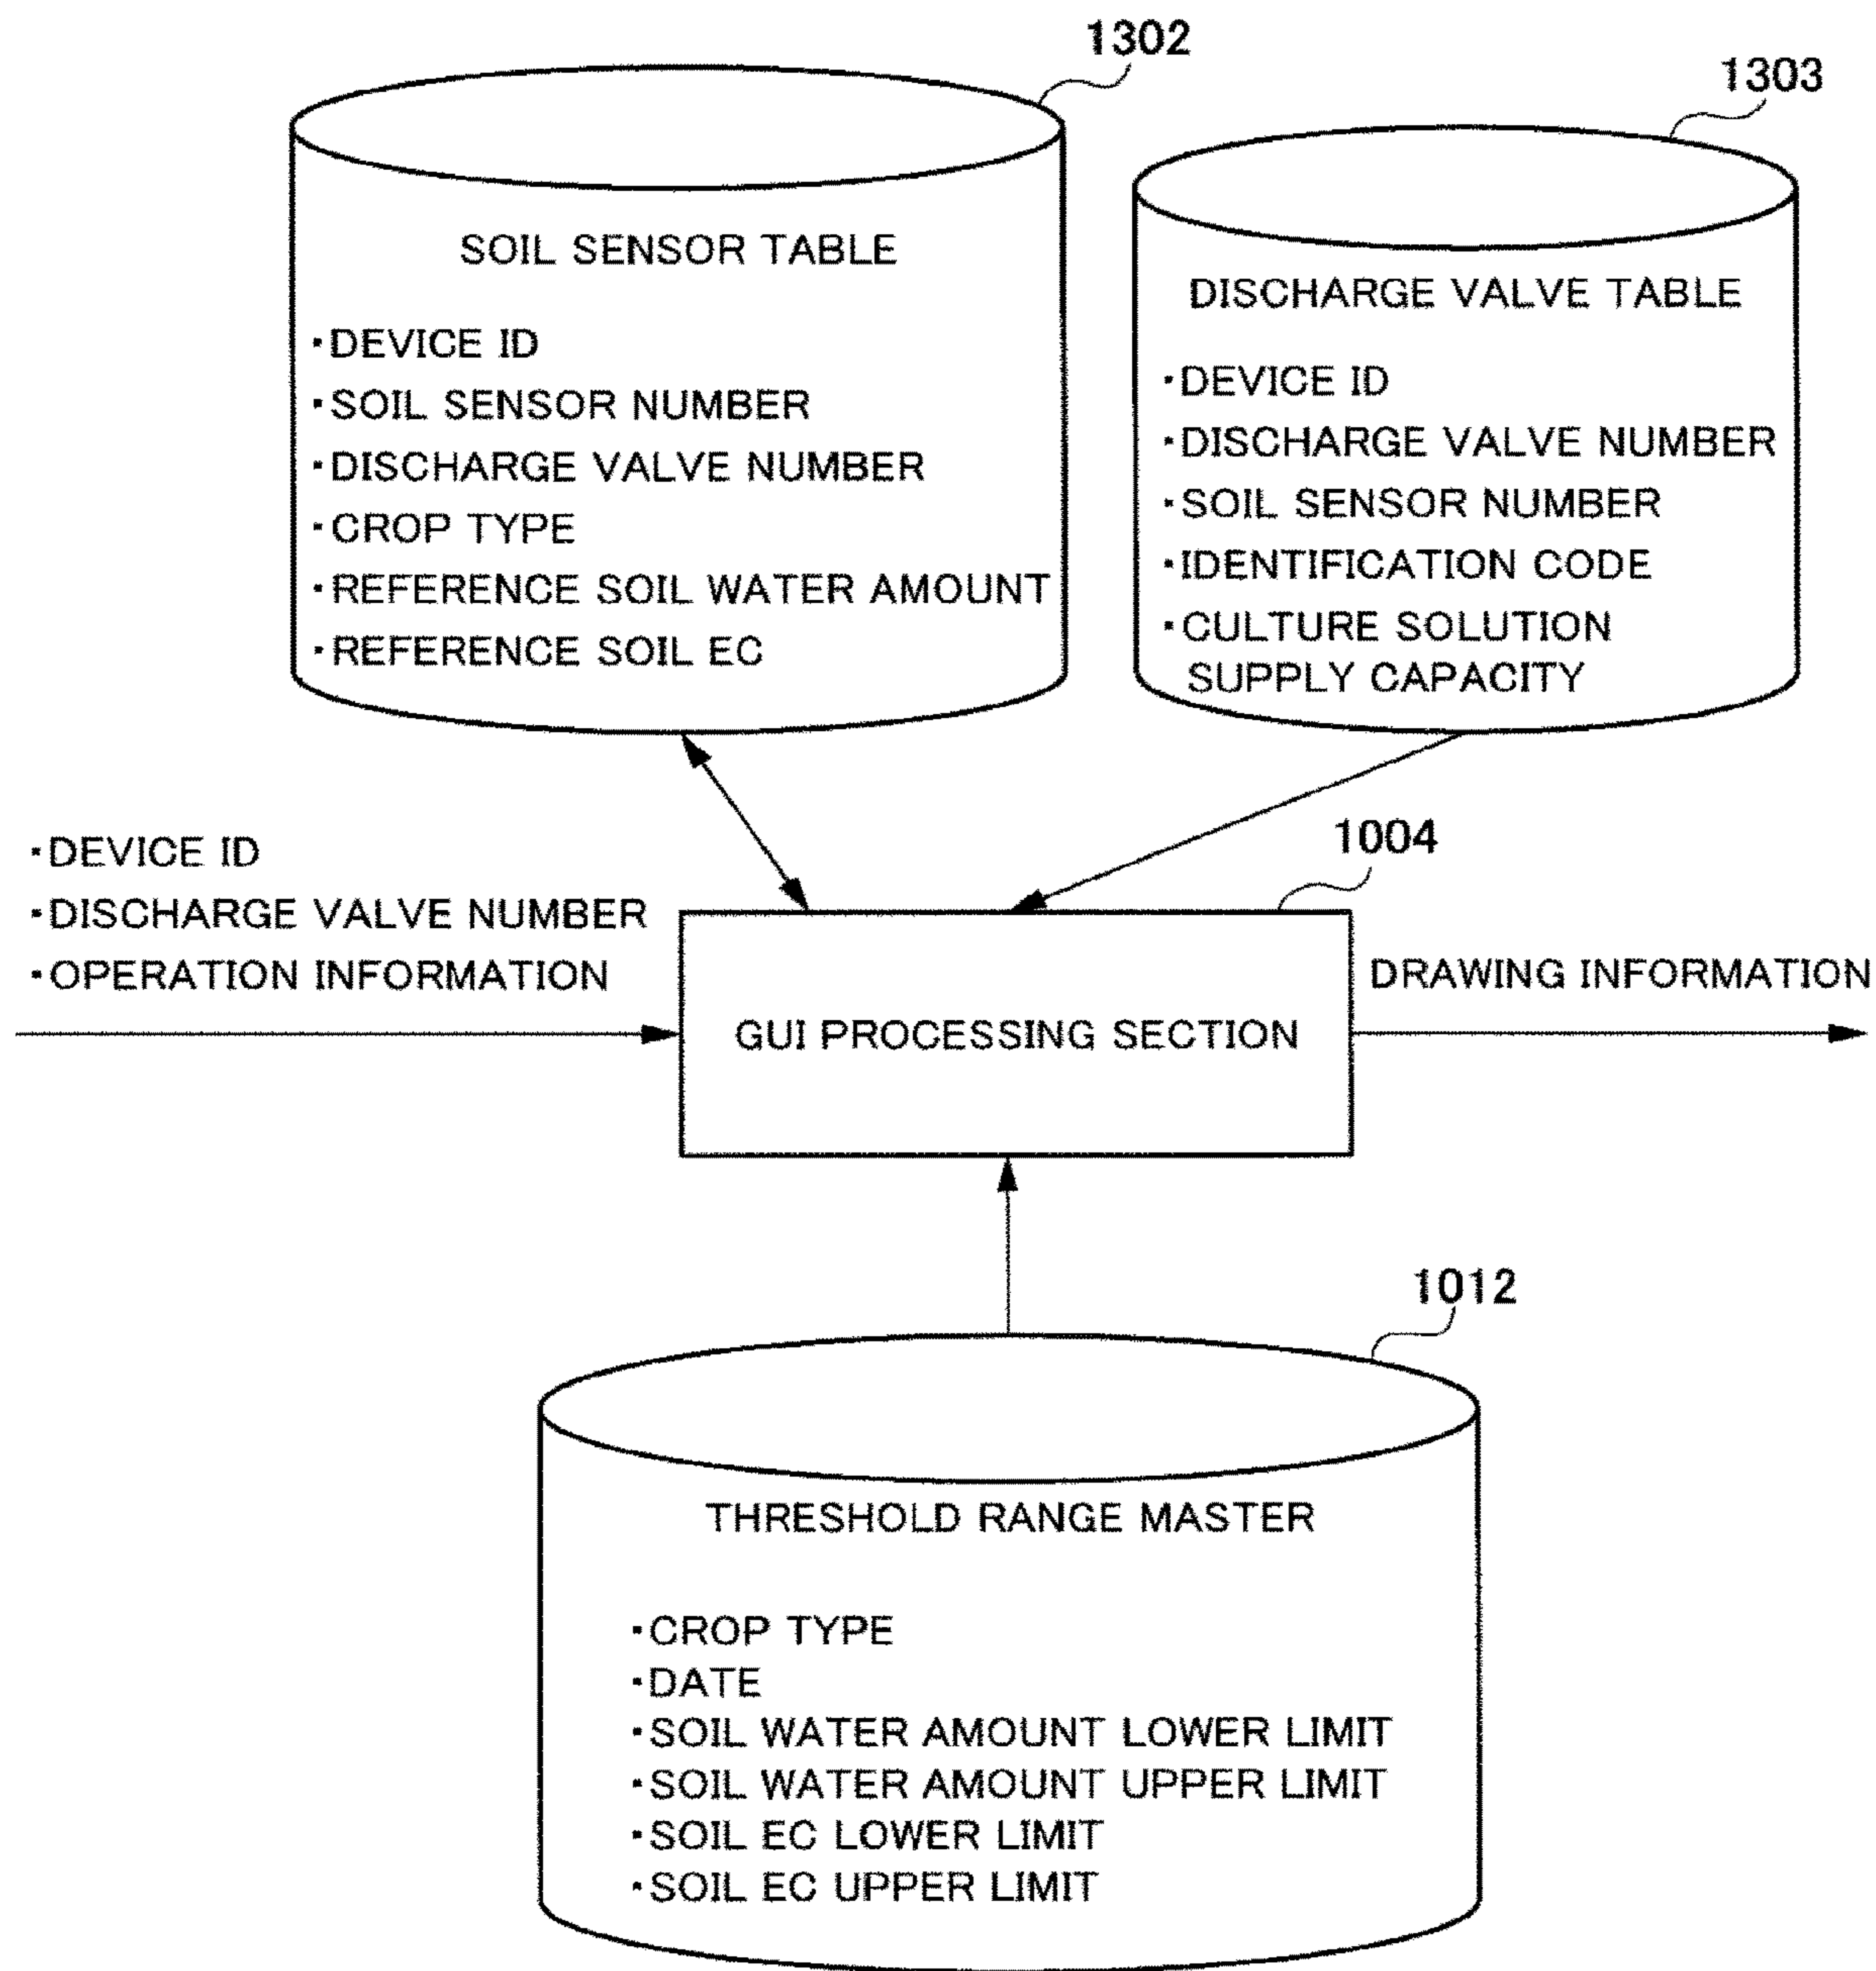 1302
1303
SOIL SENSOR TABLE
・DEVICE ID
・SOIL SENSOR NUMBER
・DISCHARGE VALVE NUMBER
・CROP TYPE
・REFERENCE SOIL WATER AMOUNT
・REFERENCE SOIL EC
DISCHARGE VALVE TABLE
・DEVICE ID
・DISCHARGE VALVE NUMBER
・SOIL SENSOR NUMBER
・IDENTIFICATION CODE
・CULTURE SOLUTION
SUPPLY CAPACITY
・DEVICE ID
・DISCHARGE VALVE NUMBER
・OPERATION INFORMATION
1004
GUI PROCESSING SECTION
DRAWING INFORMATION
1012
THRESHOLD RANGE MASTER
・CROP TYPE
・DATE
・SOIL WATER AMOUNT LOWER LIMIT
・SOIL WATER AMOUNT UPPER LIMIT
・SOIL EC LOWER LIMIT
・SOIL EC UPPER LIMIT